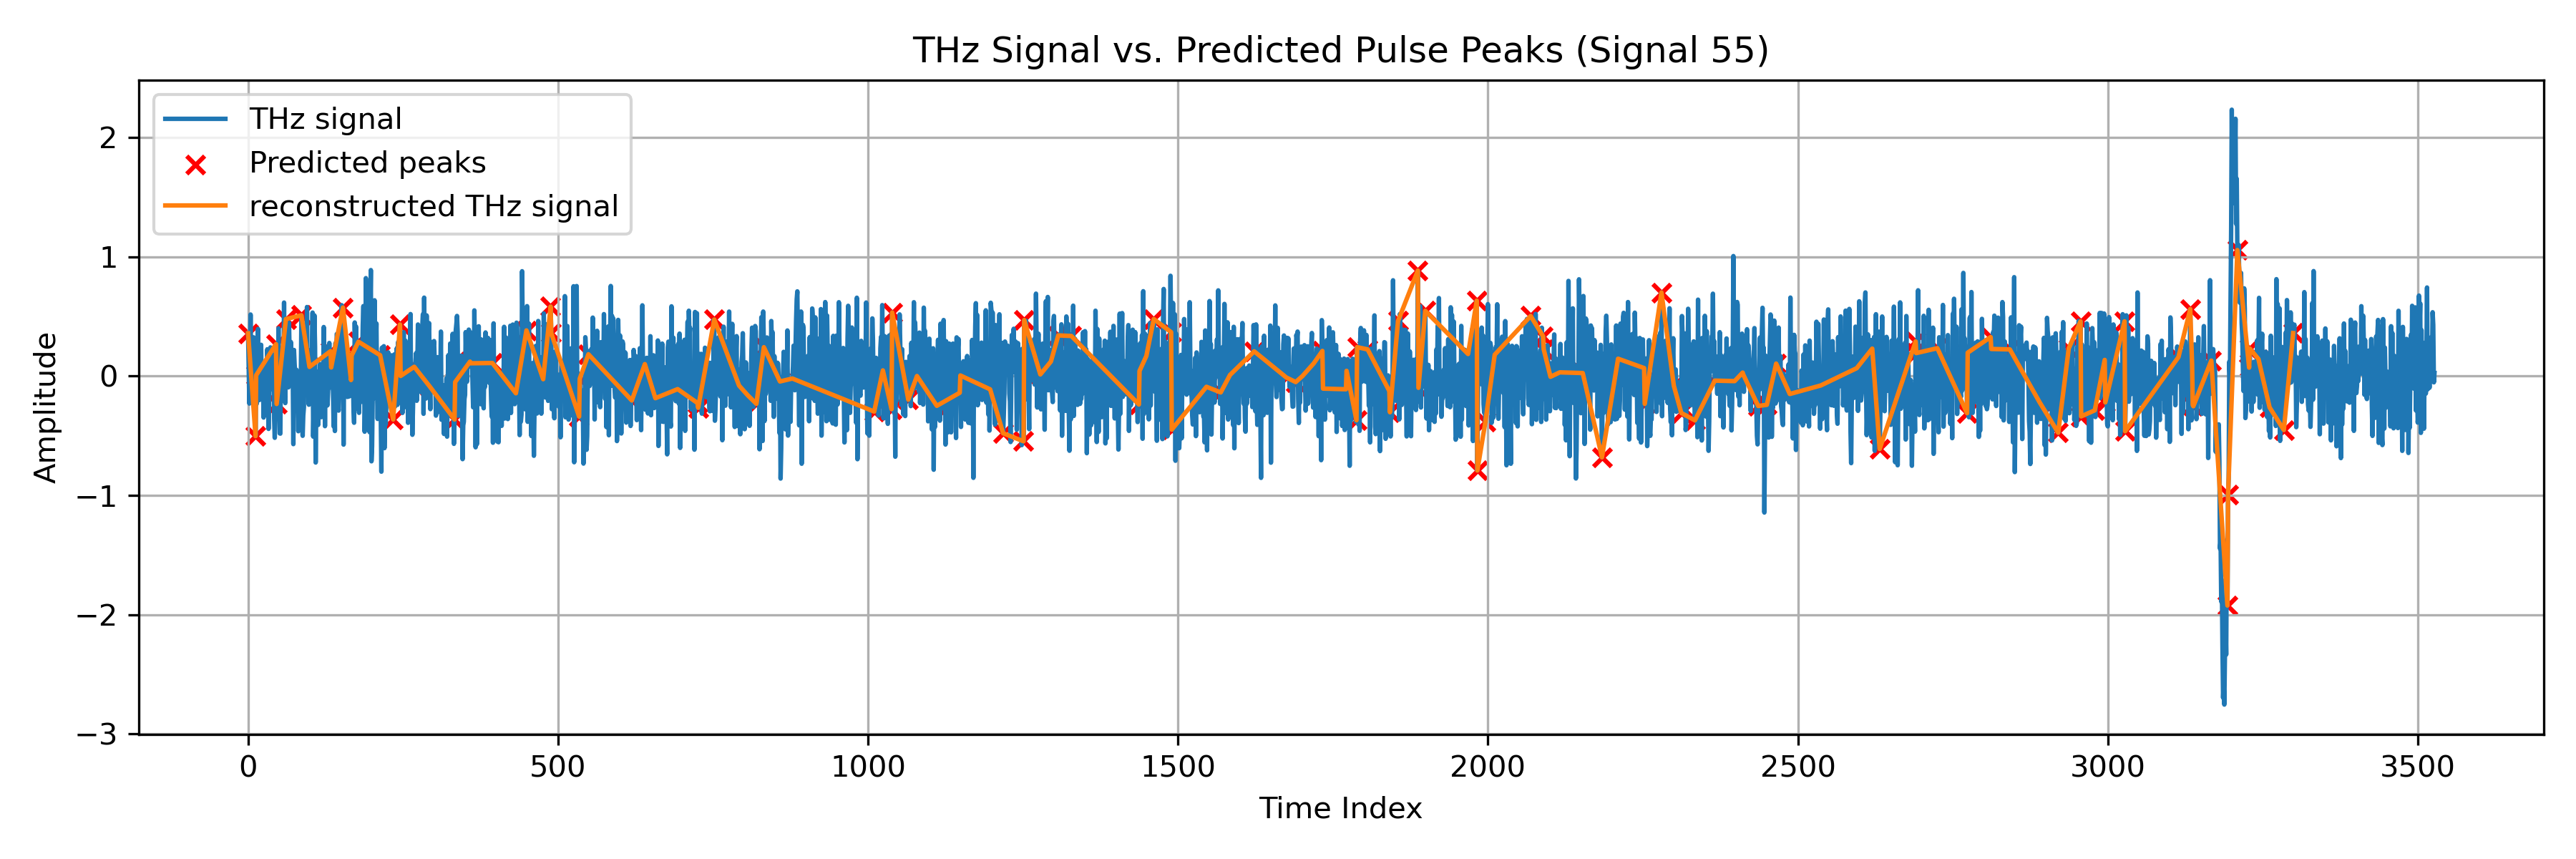 THz Signal vs. Predicted Pulse Peaks (Signal 55)
THz signal
Predicted peaks
reconstructed THz signal
Amplitude
2
1
0
−1
−2
−3
0 500 1000 1500 2000 2500 3000 3500
Time Index